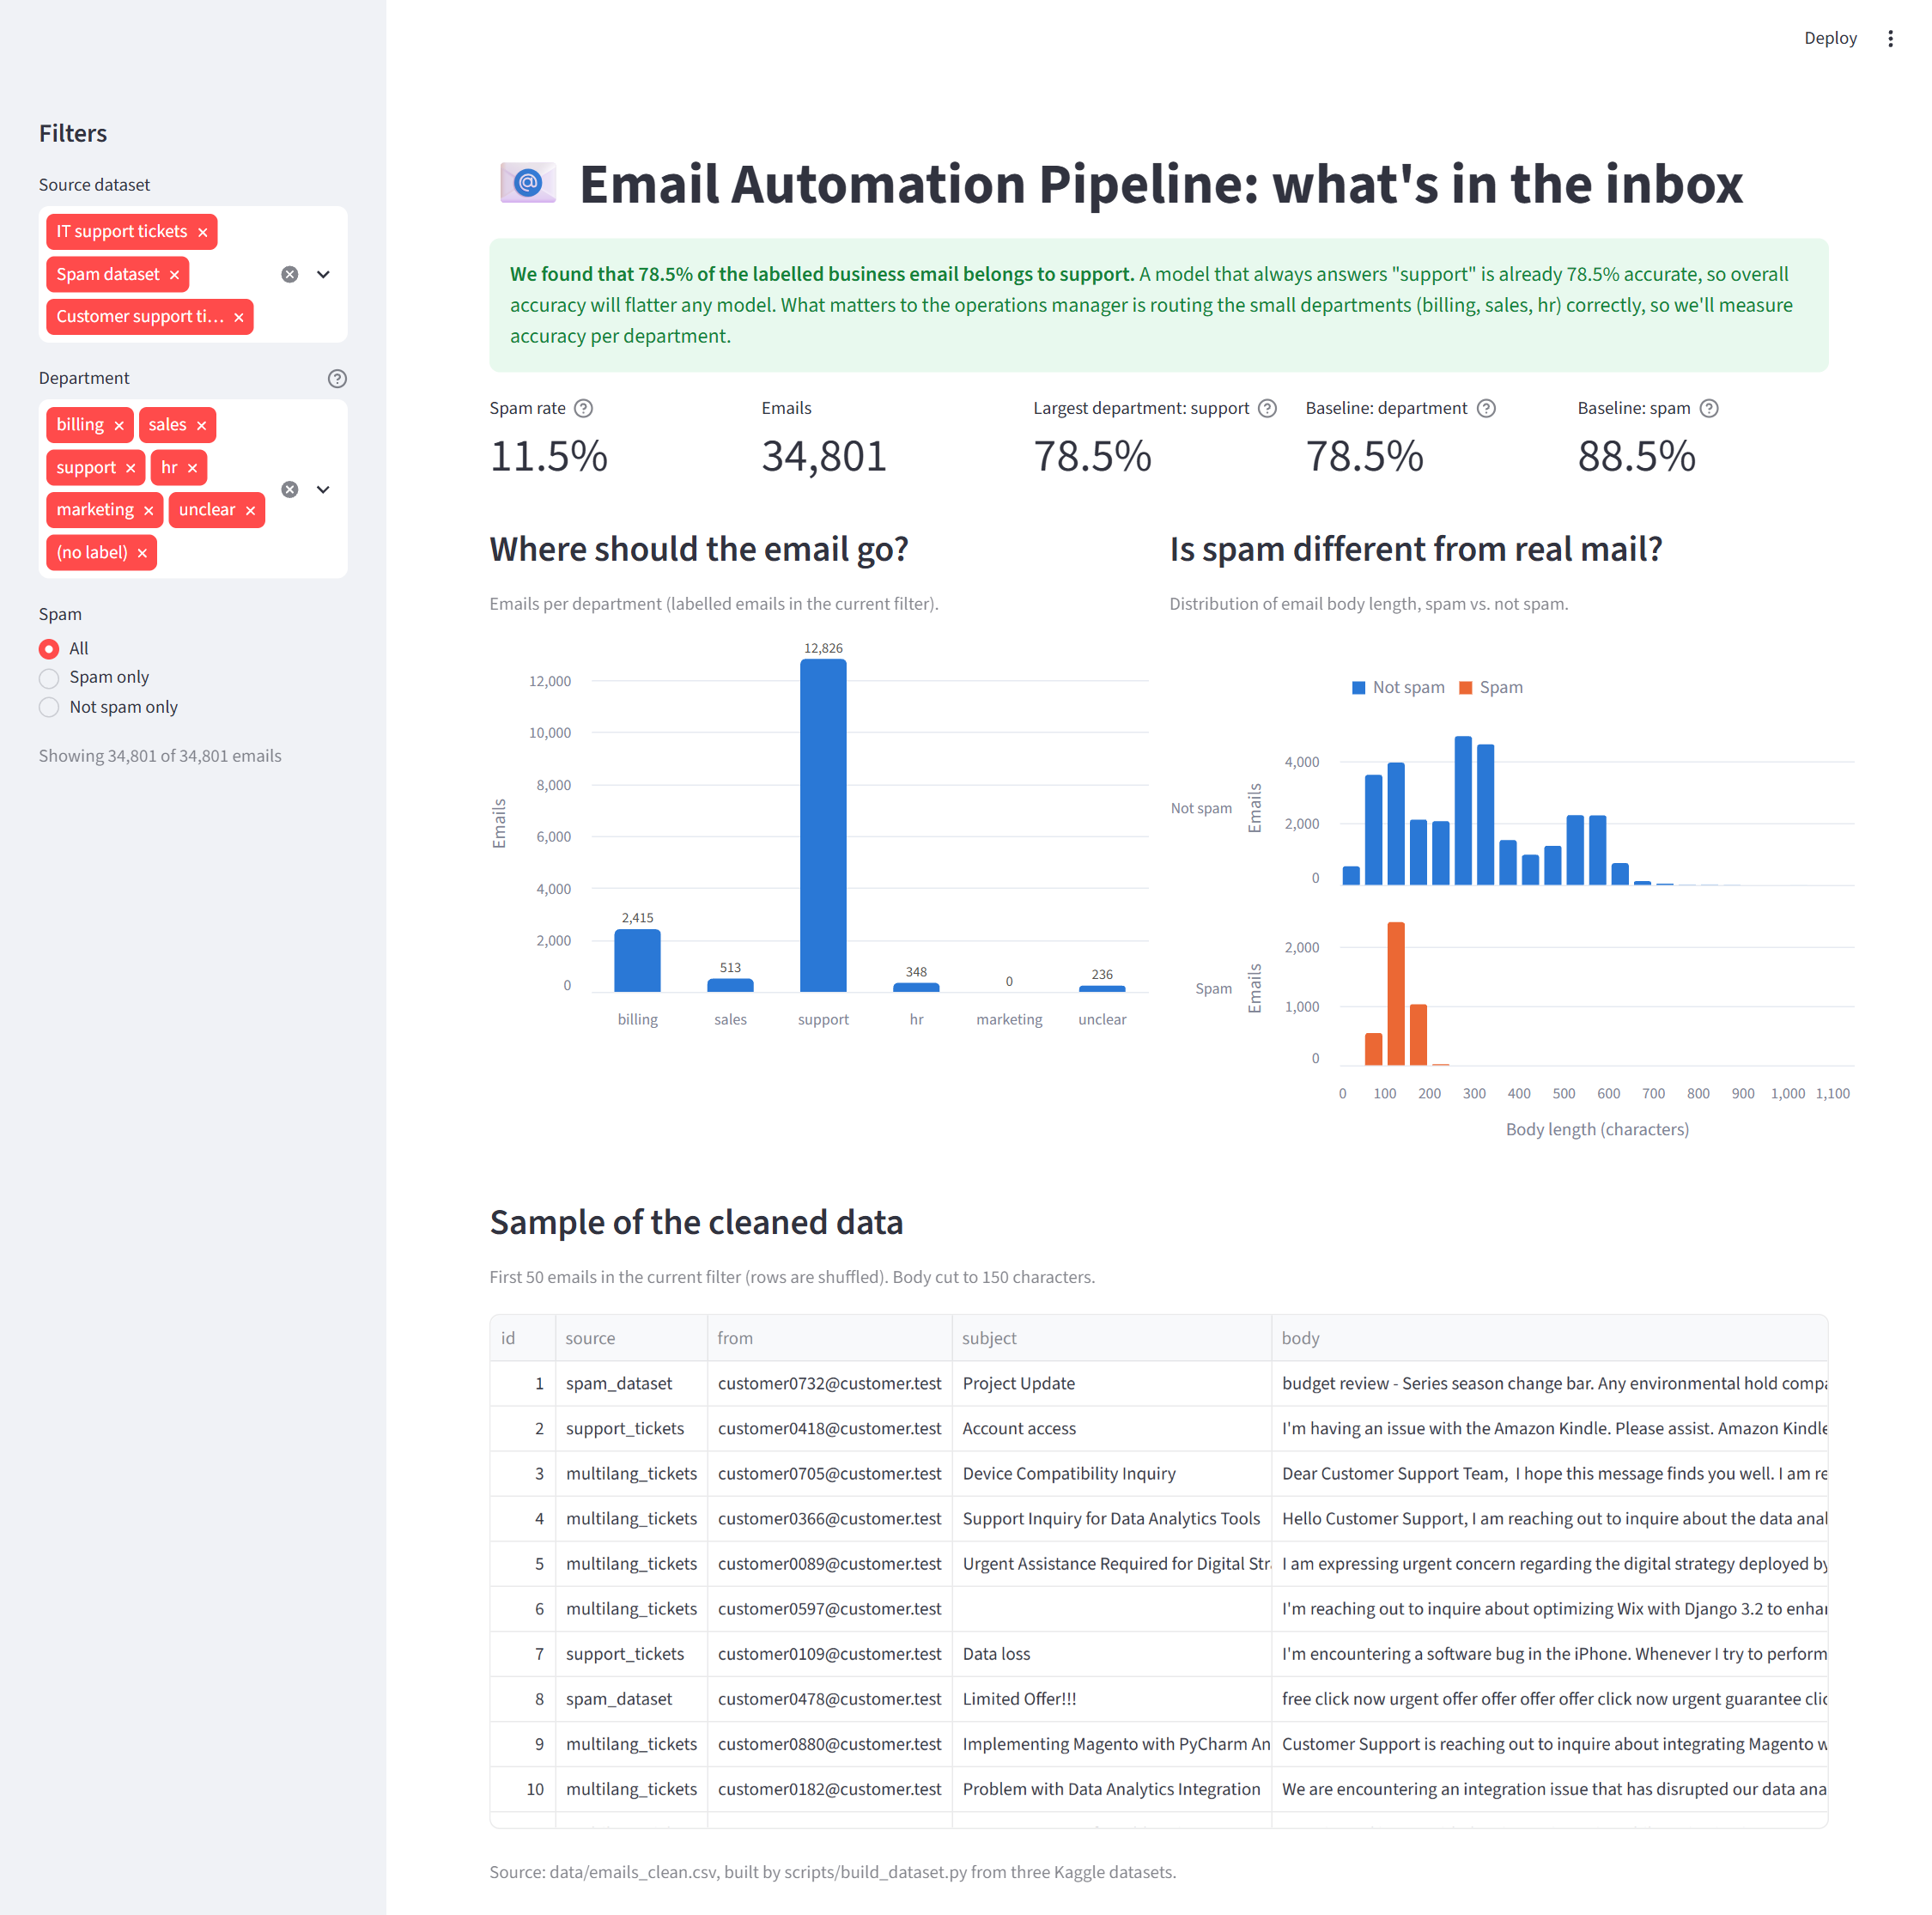 Deploy
Filters
Source dataset
IT support tickets
Spam dataset
Customer support ti...
Department
billing sales
support hr
marketing unclear
(no label)
Spam
All
Spam only
Not spam only
Showing 34,801 of 34,801 emails
Email Automation Pipeline: what's in the inbox
We found that 78.5% of the labelled business email belongs to support. A model that always answers "support" is already 78.5% accurate, so overall
accuracy will flatter any model. What matters to the operations manager is routing the small departments (billing, sales, hr) correctly, so we'll measure
accuracy per department.
Spam rate
11.5%
Emails
34,801
Largest department: support
78.5%
Baseline: department
78.5%
Baseline: spam
88.5%
Where should the email go?
Emails per department (labelled emails in the current filter).
12,826
12,000
10,000
8,000
6,000
4,000
2,000
0
Emails
2,415
513
348
0
236
billing sales support hr marketing unclear
Is spam different from real mail?
Distribution of email body length, spam vs. not spam.
Not spam Spam
Not spam
Emails
4,000
2,000
0
Spam
Emails
2,000
1,000
0
0 100 200 300 400 500 600 700 800 900 1,000 1,100
Body length (characters)
Sample of the cleaned data
First 50 emails in the current filter (rows are shuffled). Body cut to 150 characters.
id source from subject body
1 spam_dataset customer0732@customer.test Project Update budget review - Series season change bar. Any environmental hold
2 support_tickets customer0418@customer.test Account access I'm having an issue with the Amazon Kindle. Please assist. Amazon Kindle
3 multilang_tickets customer0705@customer.test Device Compatibility Inquiry Dear Customer Support Team, I hope this message finds you well. I am re
4 multilang_tickets customer0366@customer.test Support Inquiry for Data Analytics Tools Hello Customer Support, I am reaching out to inquire about the data anal
5 multilang_tickets customer0089@customer.test Urgent Assistance Required for Digital Str I am expressing urgent concern regarding the digital strategy deployed by
6 multilang_tickets customer0597@customer.test I'm reaching out to inquire about optimizing Wix with Django 3.2 to enha
7 support_tickets customer0109@customer.test Data loss I'm encountering a software bug in the iPhone. Whenever I try to perform
8 spam_dataset customer0478@customer.test Limited Offer!!! free click now urgent offer offer offer offer click now urgent guarantee clic
9 multilang_tickets customer0880@customer.test Implementing Magento with PyCharm An Customer Support is reaching out to inquire about integrating Magento w
10 multilang_tickets customer0182@customer.test Problem with Data Analytics Integration We are encountering an integration issue that has disrupted our data ana
Source: data/emails_clean.csv, built by scripts/build_dataset.py from three Kaggle datasets.